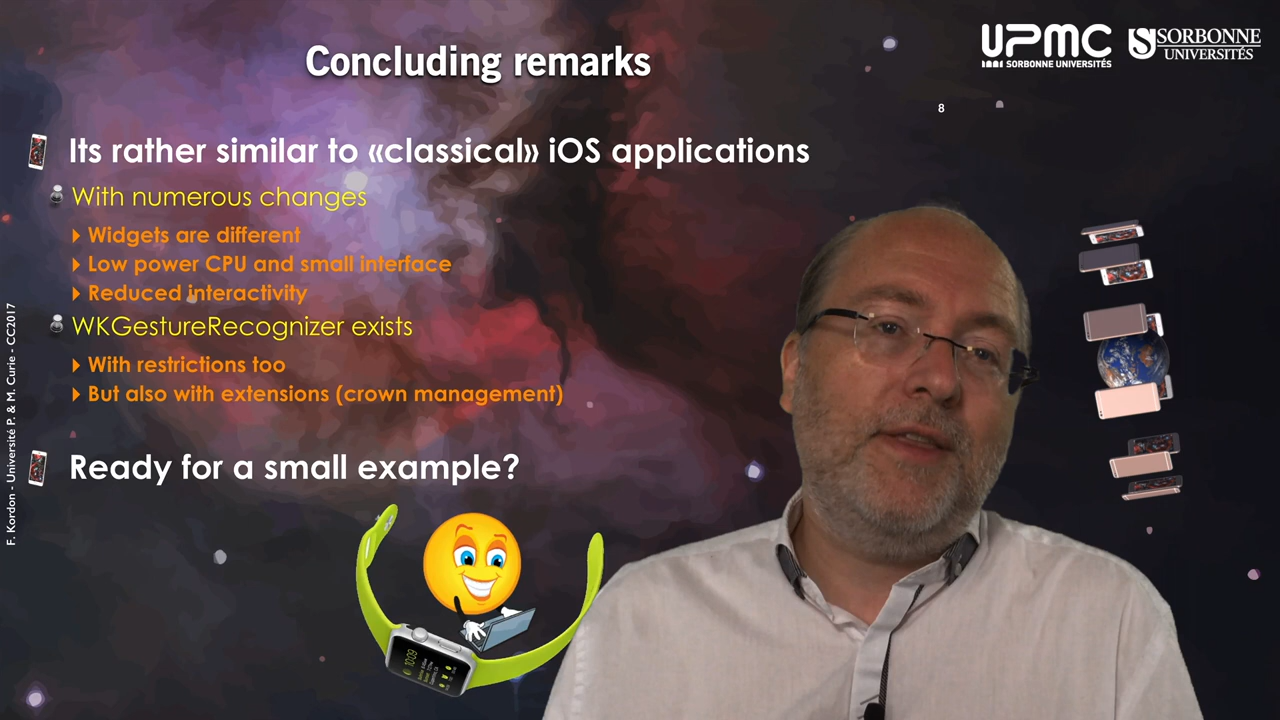 Concluding remarks
UPMC
SORBONNE UNIVERSITÉS
SORBONNE
UNIVERSITÉS
8
Its rather similar to «classical» iOS applications
With numerous changes
Widgets are different
Low power CPU and small interface
Reduced interactivity
WKGestureRecognizer exists
With restrictions too
But also with extensions (crown management)
Ready for a small example?
F. Kordon - Université P. & M. Curie - CC2017
10:09